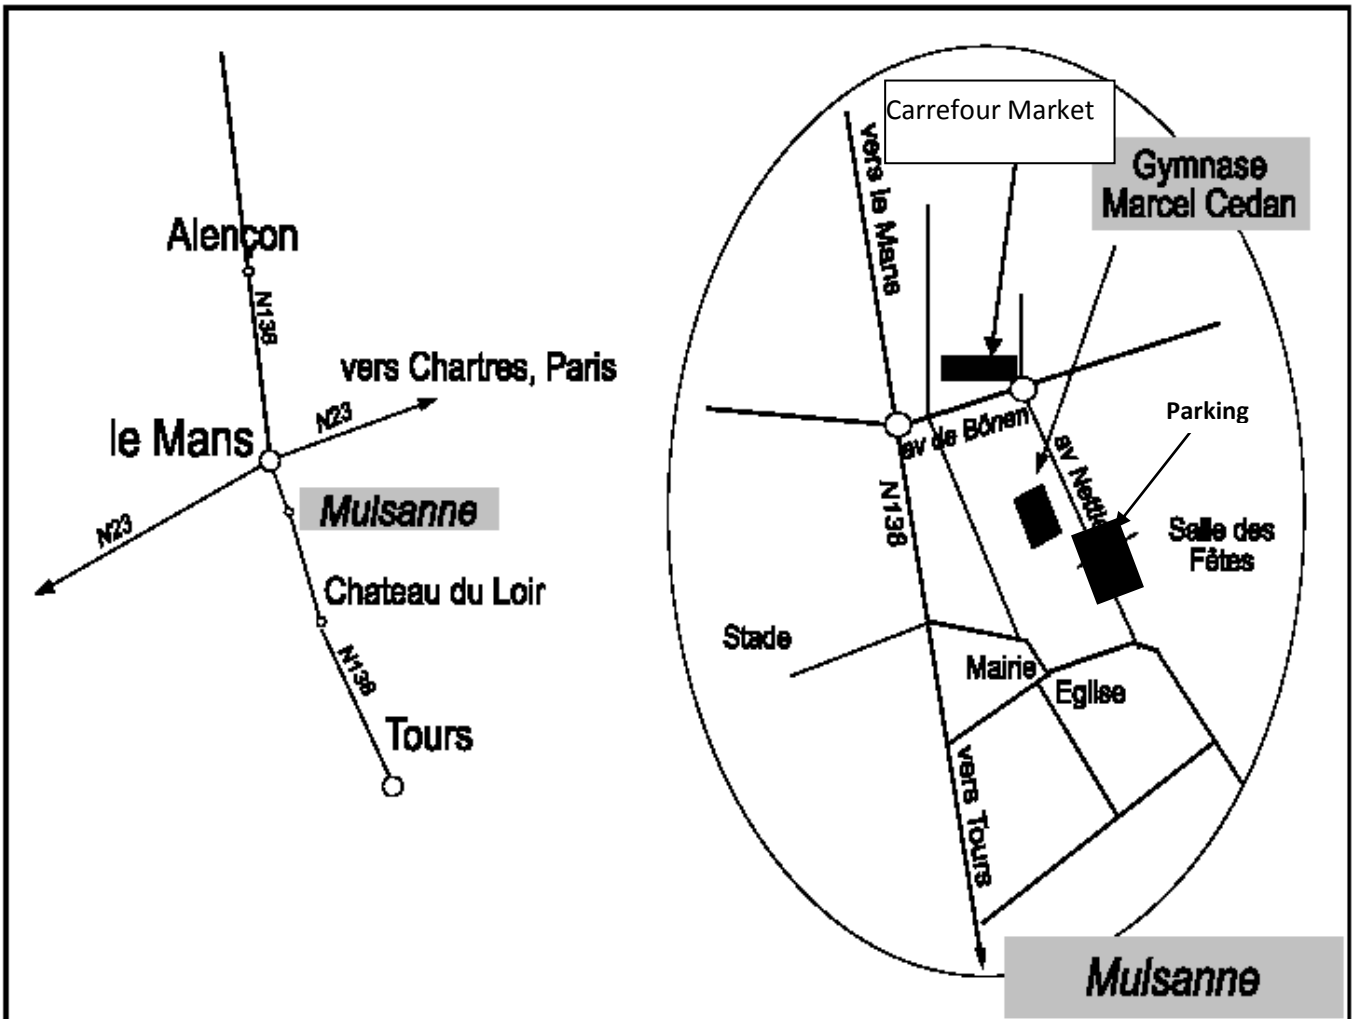 Alençon
N138
vers Chartres, Paris
N23
le Mans
N23
Mulsanne
Chateau du Loir
N138
Tours
Carrefour Market
Gymnase
Marcel Cedan
vers le Mans
av de Bönen
Parking
av
N138
Salle des
Fêtes
Stade
Mairie
Eglise
vers Tours
Mulsanne